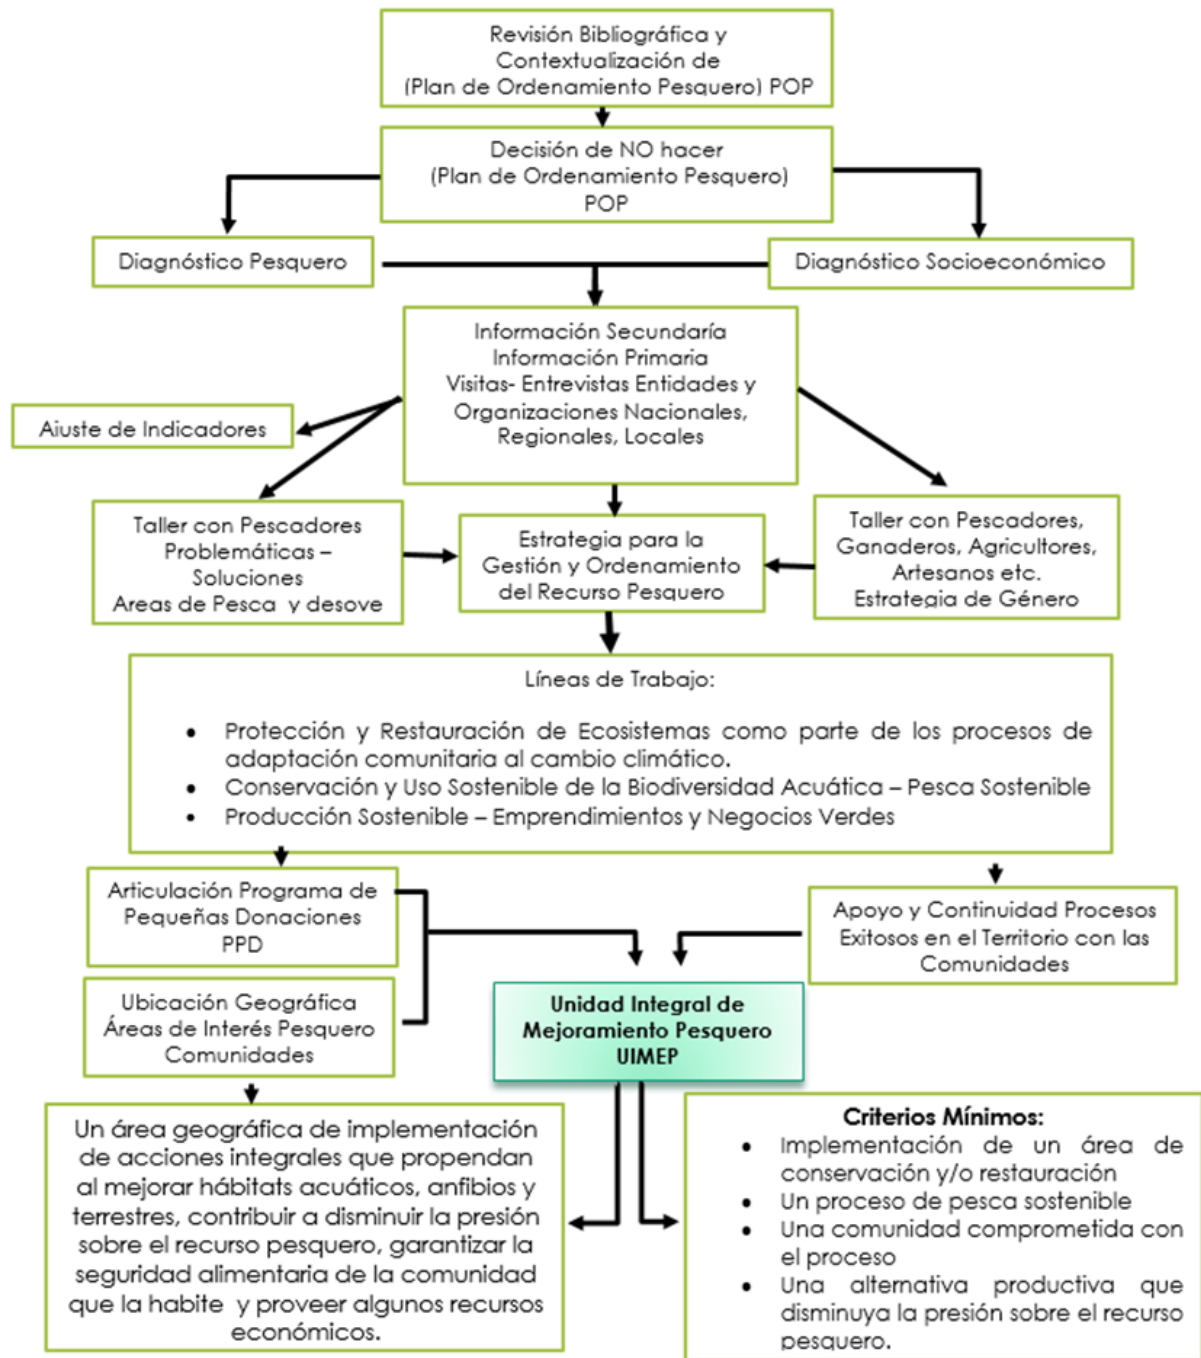 Revisión Bibliográfica y
Contextualización de
(Plan de Ordenamiento Pesquero) POP
Decisión de NO hacer
(Plan de Ordenamiento Pesquero)
POP
Diagnóstico Pesquero
Diagnóstico Socioeconómico
Información Secundaría
Información Primaria
Visitas- Entrevistas Entidades y
Organizaciones Nacionales,
Regionales, Locales
Aiuste de Indicadores
Taller con Pescadores
Problemáticas –
Soluciones
Areas de Pesca y desove
Estrategia para la
Gestión y Ordenamiento
del Recurso Pesquero
Taller con Pescadores,
Ganaderos, Agricultores,
Artesanos etc.
Estrategia de Género
Líneas de Trabajo:
• Protección y Restauración de Ecosistemas como parte de los procesos de
adaptación comunitaria al cambio climático.
• Conservación y Uso Sostenible de la Biodiversidad Acuática – Pesca Sostenible
• Producción Sostenible – Emprendimientos y Negocios Verdes
Articulación Programa de
Pequeñas Donaciones
PPD
Apoyo y Continuidad Procesos
Exitosos en el Territorio con las
Comunidades
Ubicación Geográfica
Áreas de Interés Pesquero
Comunidades
Unidad Integral de
Mejoramiento Pesquero
UIMEP
Un área geográfica de implementación
de acciones integrales que propendan
al mejorar hábitats acuáticos, anfibios y
terrestres, contribuir a disminuir la presión
sobre el recurso pesquero, garantizar la
seguridad alimentaria de la comunidad
que la habite y proveer algunos recursos
económicos.
Criterios Mínimos:
• Implementación de un área de
conservación y/o restauración
• Un proceso de pesca sostenible
• Una comunidad comprometida con
el proceso
• Una alternativa productiva que
disminuya la presión sobre el recurso
pesquero.